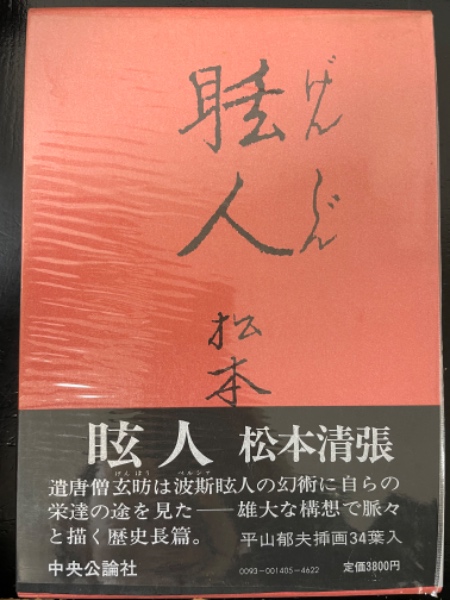 眩人
げんじん
松本
眩人 松本清張
遣唐僧玄昉は波斯眩人の幻術に自らの
げんぼう ペルシヤ
栄達の途を見た——雄大な構想で脈々
と描く歴史長篇。 平山郁夫挿画34葉入
中央公論社 0093-001405-4622 定価3800円